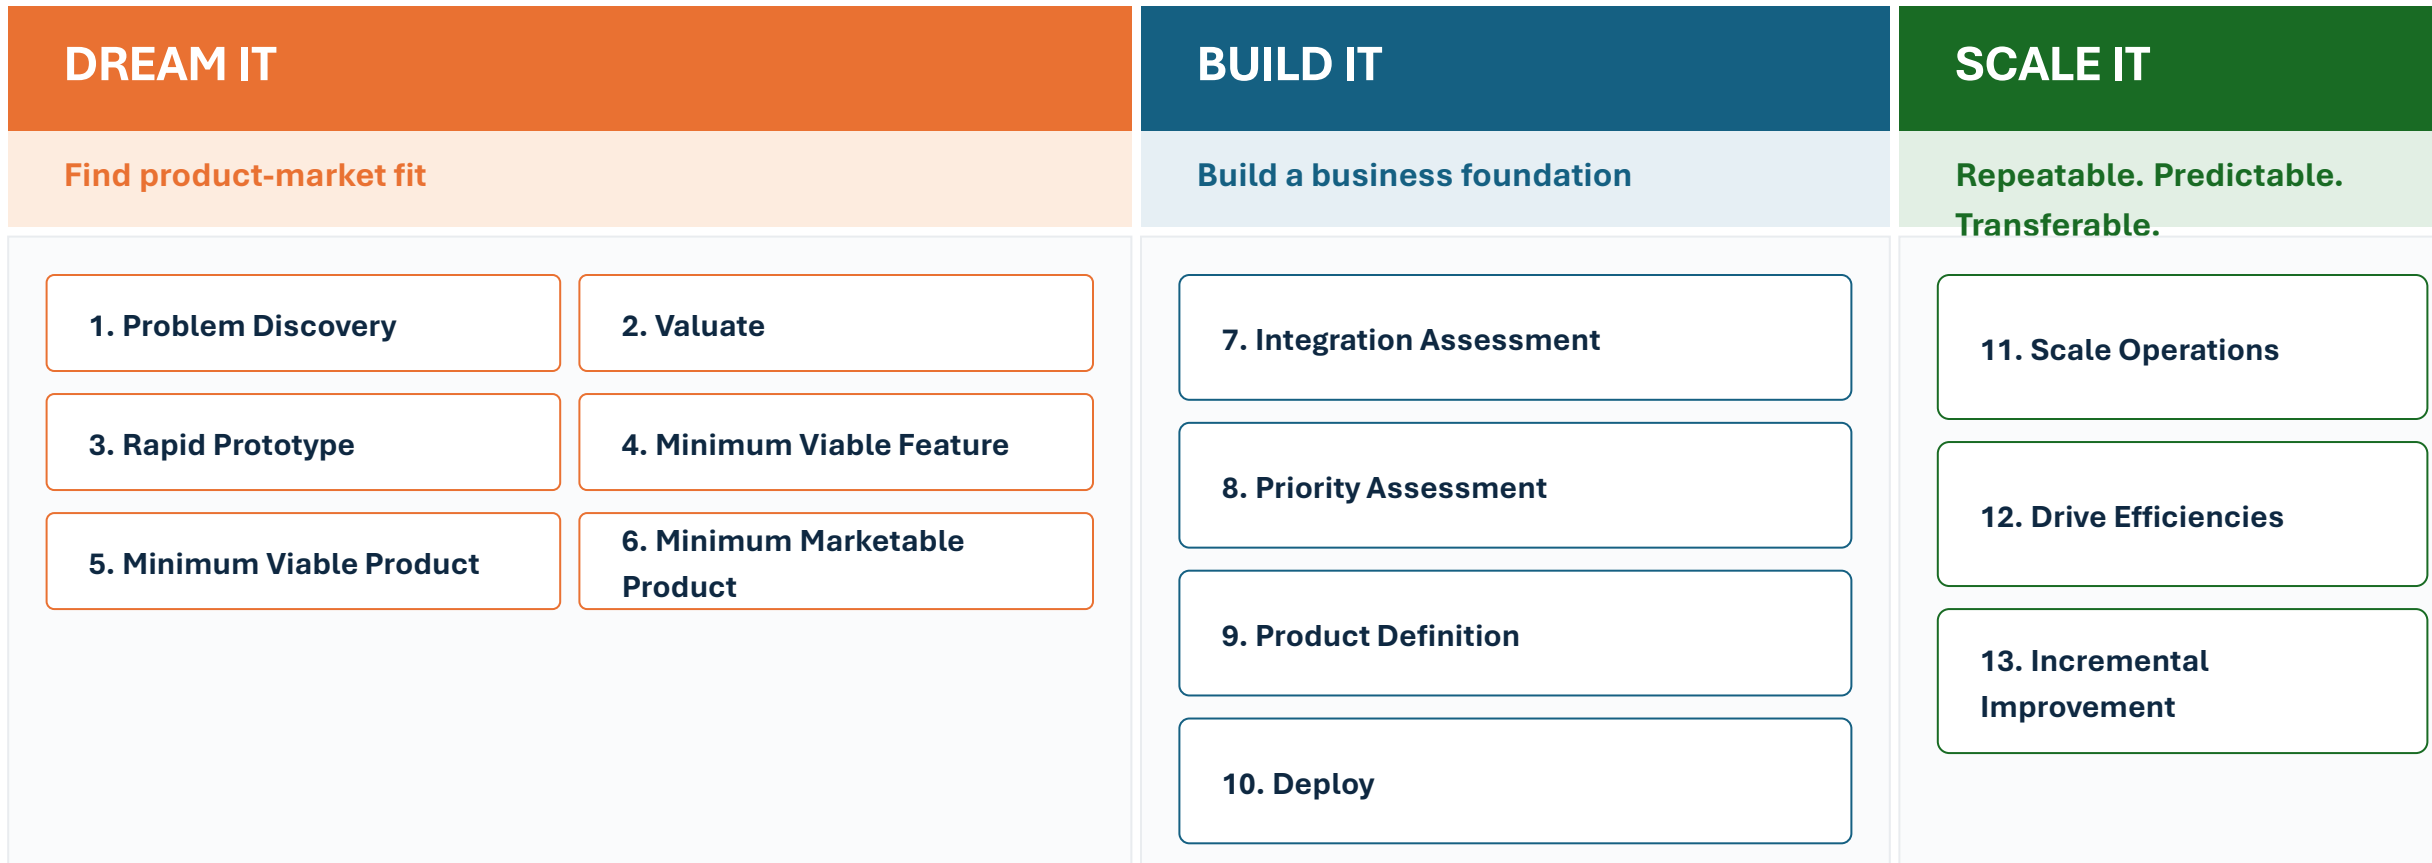 DREAM IT
Find product-market fit
1. Problem Discovery
2. Valuate
3. Rapid Prototype
4. Minimum Viable Feature
5. Minimum Viable Product
6. Minimum Marketable
Product
BUILD IT
Build a business foundation
7. Integration Assessment
8. Priority Assessment
9. Product Definition
10. Deploy
SCALE IT
Repeatable. Predictable.
Transferable.
11. Scale Operations
12. Drive Efficiencies
13. Incremental
Improvement